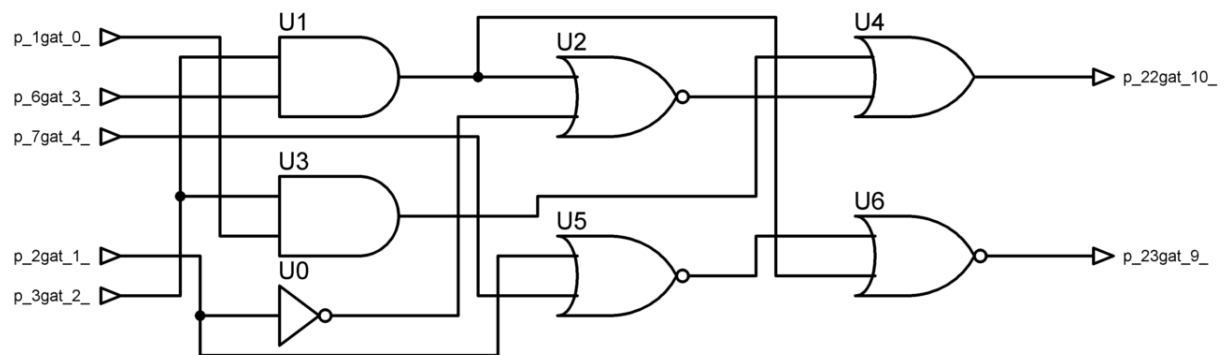 U1
U4
p_1gat_0_
U2
p_6gat_3_
p_22gat_10_
p_7gat_4_
U3
U5
U6
p_2gat_1_
U0
p_23gat_9_
p_3gat_2_